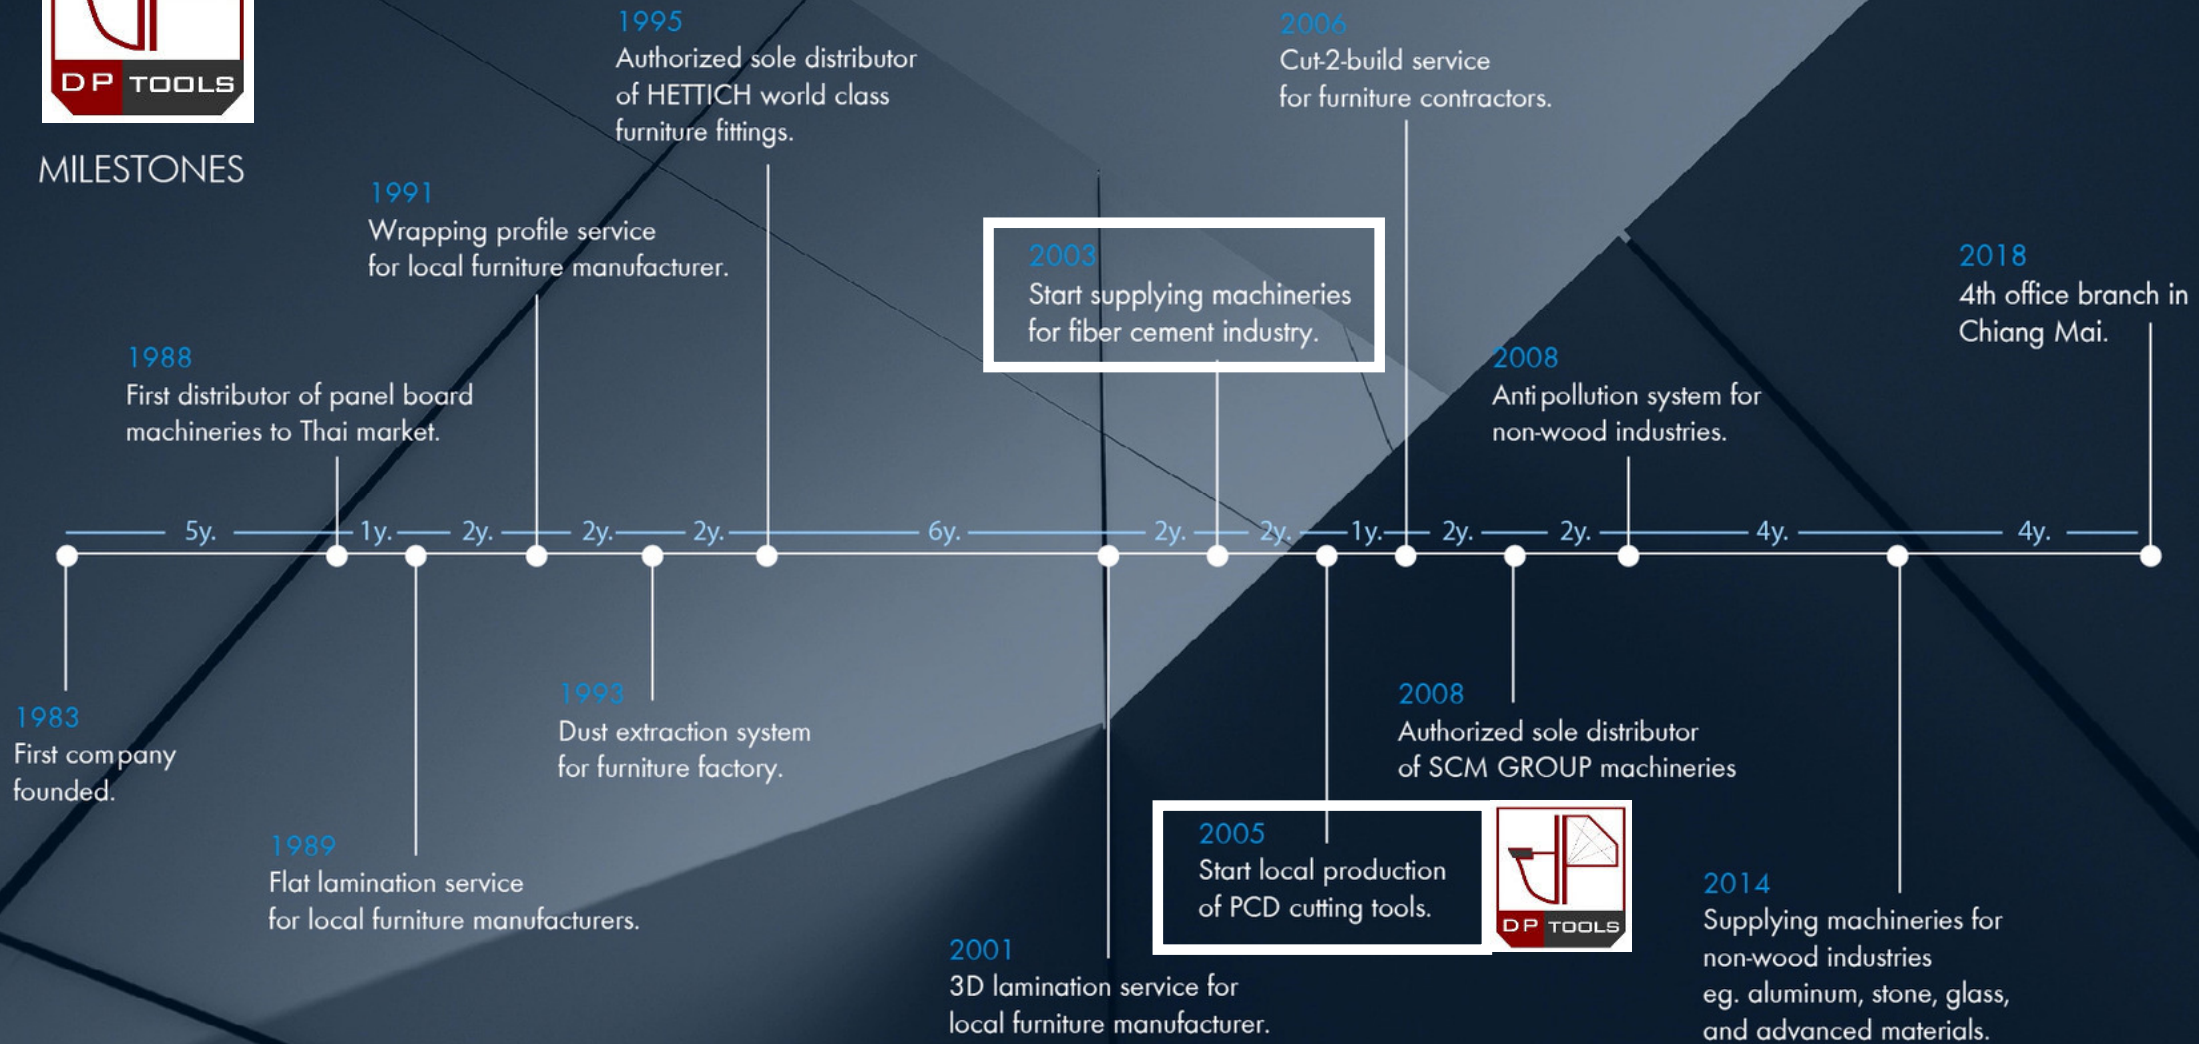 DP TOOLS
MILESTONES
1995
Authorized sole distributor
of HETTICH world class
furniture fittings.
2006
Cut-2-build service
for furniture contractors.
1991
Wrapping profile service
for local furniture manufacturer.
2003
Start supplying machineries
for fiber cement industry.
2018
4th office branch in
Chiang Mai.
1988
First distributor of panel board
machineries to Thai market.
2008
Anti pollution system for
non-wood industries.
5y. 1y. 2y. 2y. 2y. 6y. 2y. 2y. 1y. 2y. 2y. 4y. 4y.
1983
First company
founded.
1993
Dust extraction system
for furniture factory.
2008
Authorized sole distributor
of SCM GROUP machineries
1989
Flat lamination service
for local furniture manufacturers.
2005
Start local production
of PCD cutting tools.
DP TOOLS
2001
3D lamination service for
local furniture manufacturer.
2014
Supplying machineries for
non-wood industries
eg. aluminum, stone, glass,
and advanced materials.